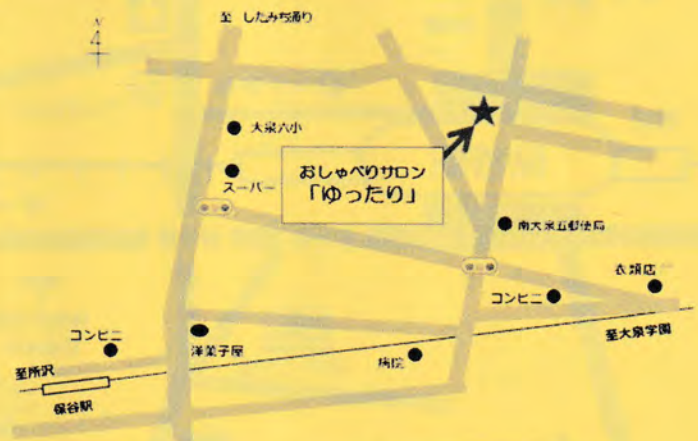 至 したみち通り
N
大泉六小
スーパー
おしゃべりサロン
「ゆったり」
南大泉五郵便局
衣類店
コンビニ
至大泉学園
洋菓子屋
コンビニ
病院
至所沢
保谷駅